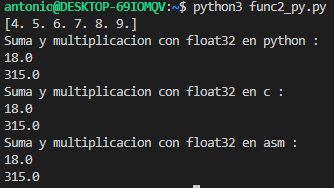 antonio@DESKTOP-69IOMQV:~$ python3 func2_py.py
[4. 5. 6. 7. 8. 9.]
Suma y multiplicacion con float32 en python :
18.0
315.0
Suma y multiplicacion con float32 en c :
18.0
315.0
Suma y multiplicacion con float32 en asm :
18.0
315.0